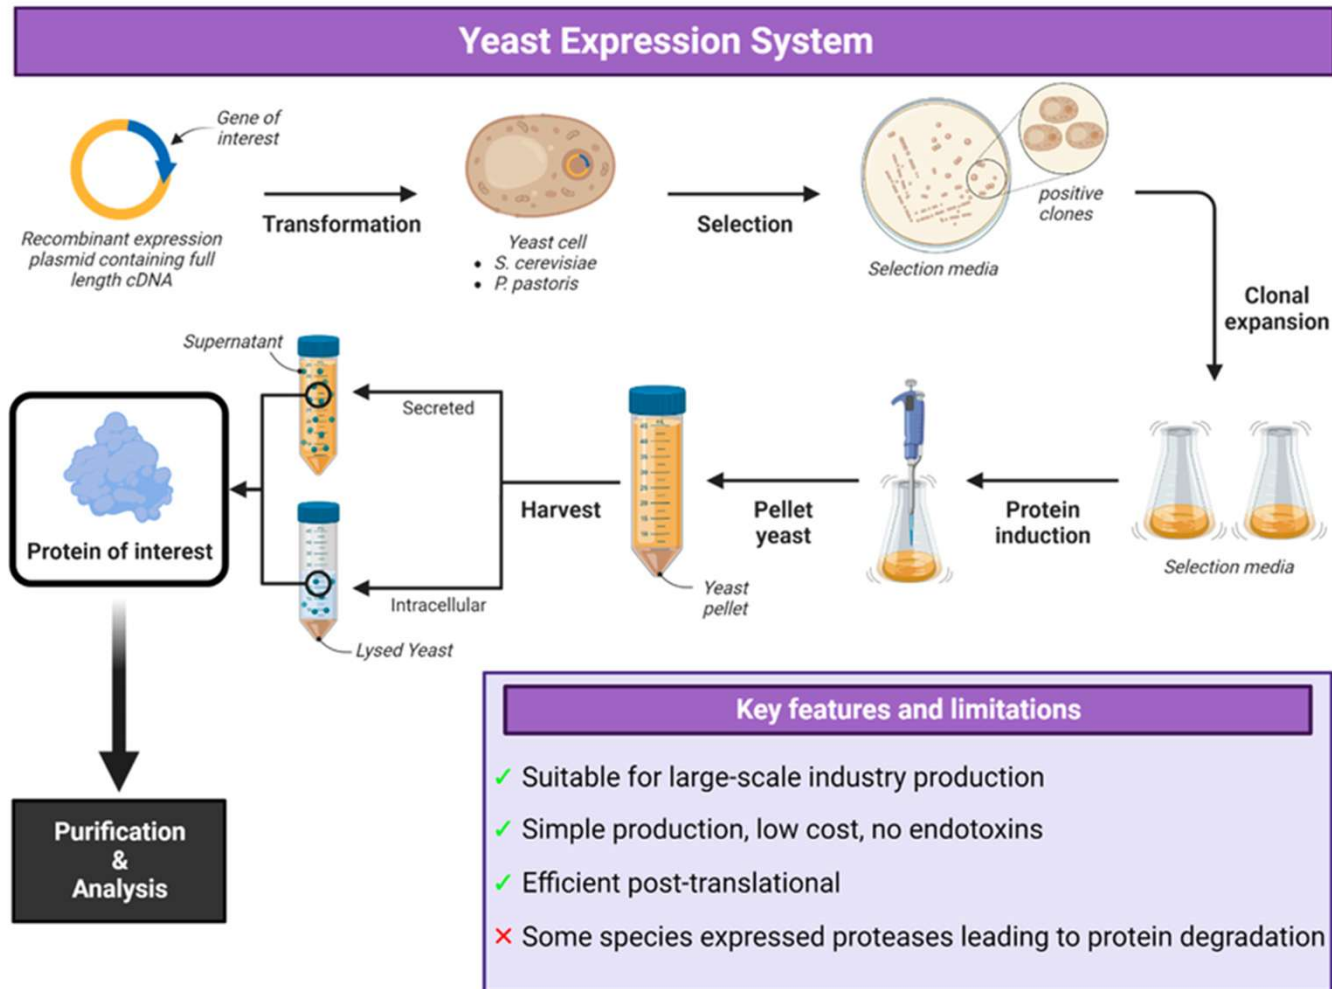 Yeast Expression System
Gene of
interest
Recombinant expression
plasmid containing full
length cDNA
Transformation
Yeast cell
• S. cerevisiae
• P. pastoris
Selection
Selection media
positive
clones
Clonal
expansion
Selection media
Protein
induction
Pellet
yeast
Yeast
pellet
Harvest
Secreted
Intracellular
Supernatant
Lysed Yeast
Protein of interest
Purification
&
Analysis
Key features and limitations
✓ Suitable for large-scale industry production
✓ Simple production, low cost, no endotoxins
✓ Efficient post-translational
✕ Some species expressed proteases leading to protein degradation